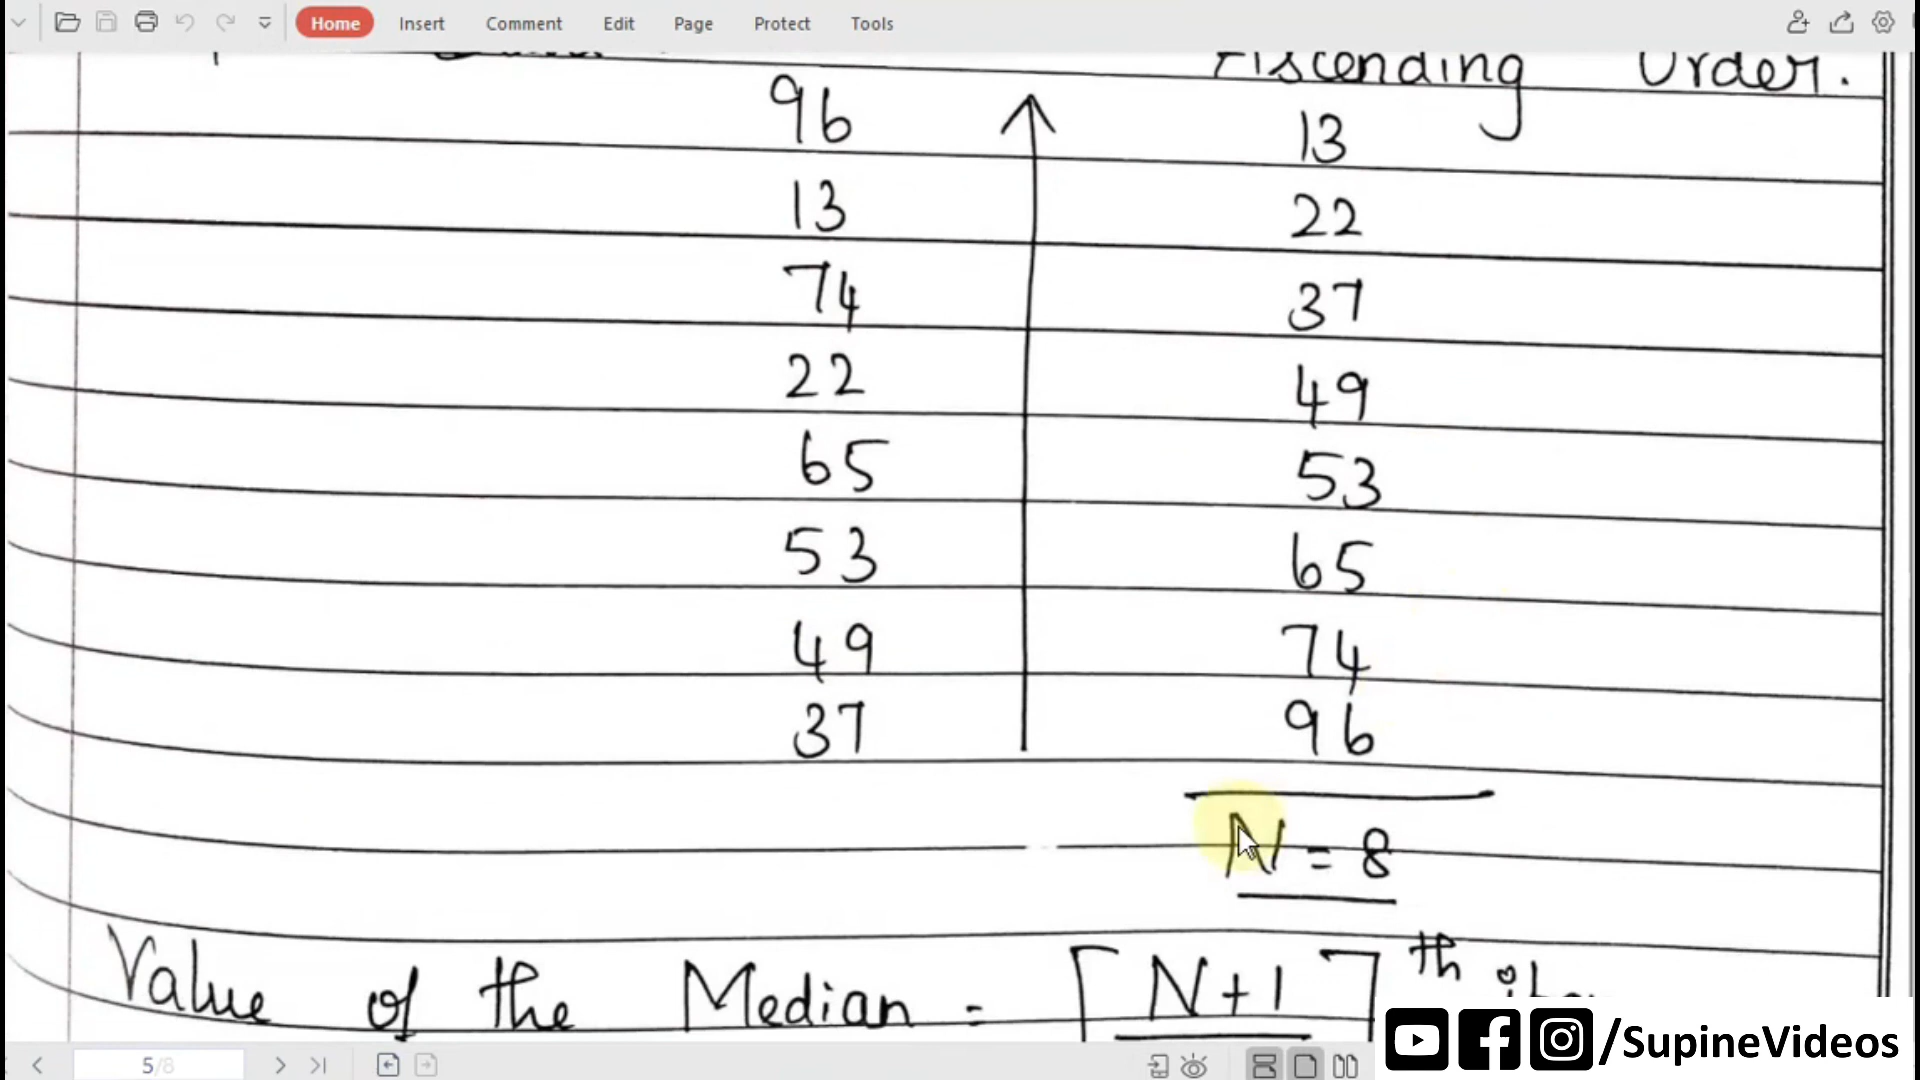 Home Insert Comment Edit Page Protect Tools
Ascending Order.
96 13
13 22
74 37
22 49
65 53
53 65
49 74
37 96
N = 8
Value of the Median = [N+1]th
5/8
/SupineVideos